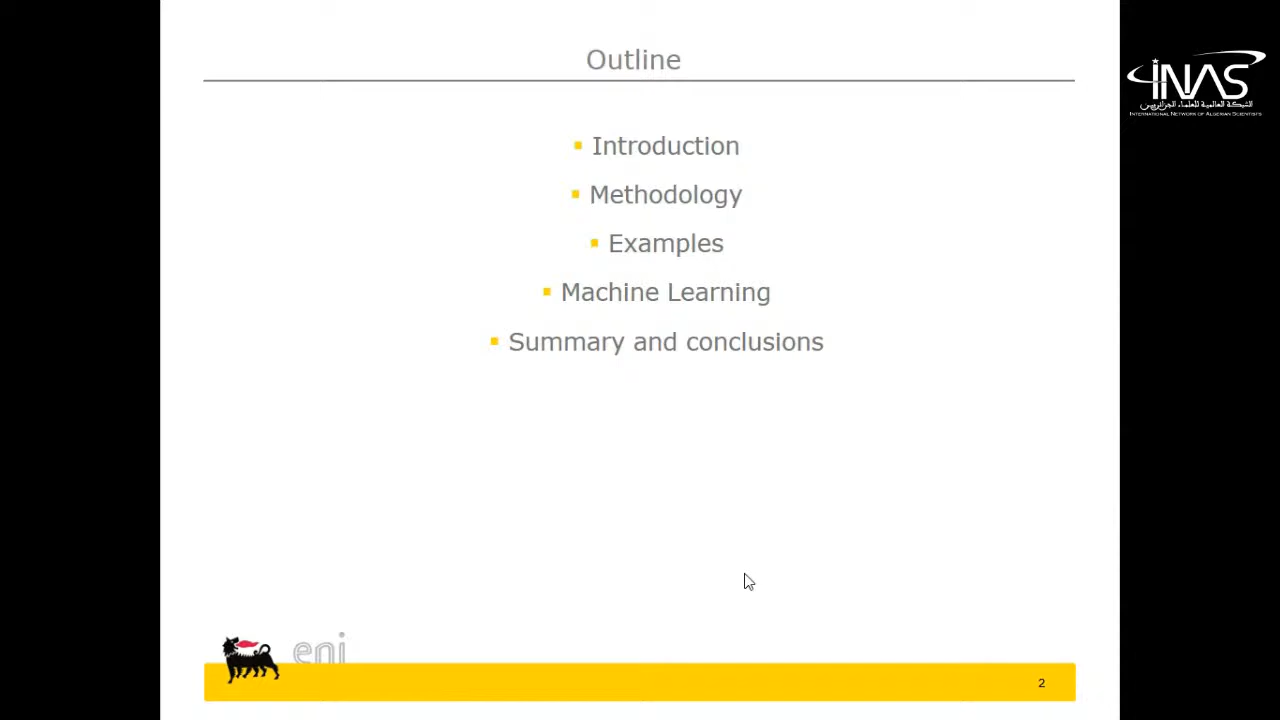 Outline
INAS
الشبكة العالمية للعلماء الجزائريين
INTERNATIONAL NETWORK OF ALGERIAN SCIENTISTS
▪ Introduction
▪ Methodology
▪ Examples
▪ Machine Learning
▪ Summary and conclusions
eni
2